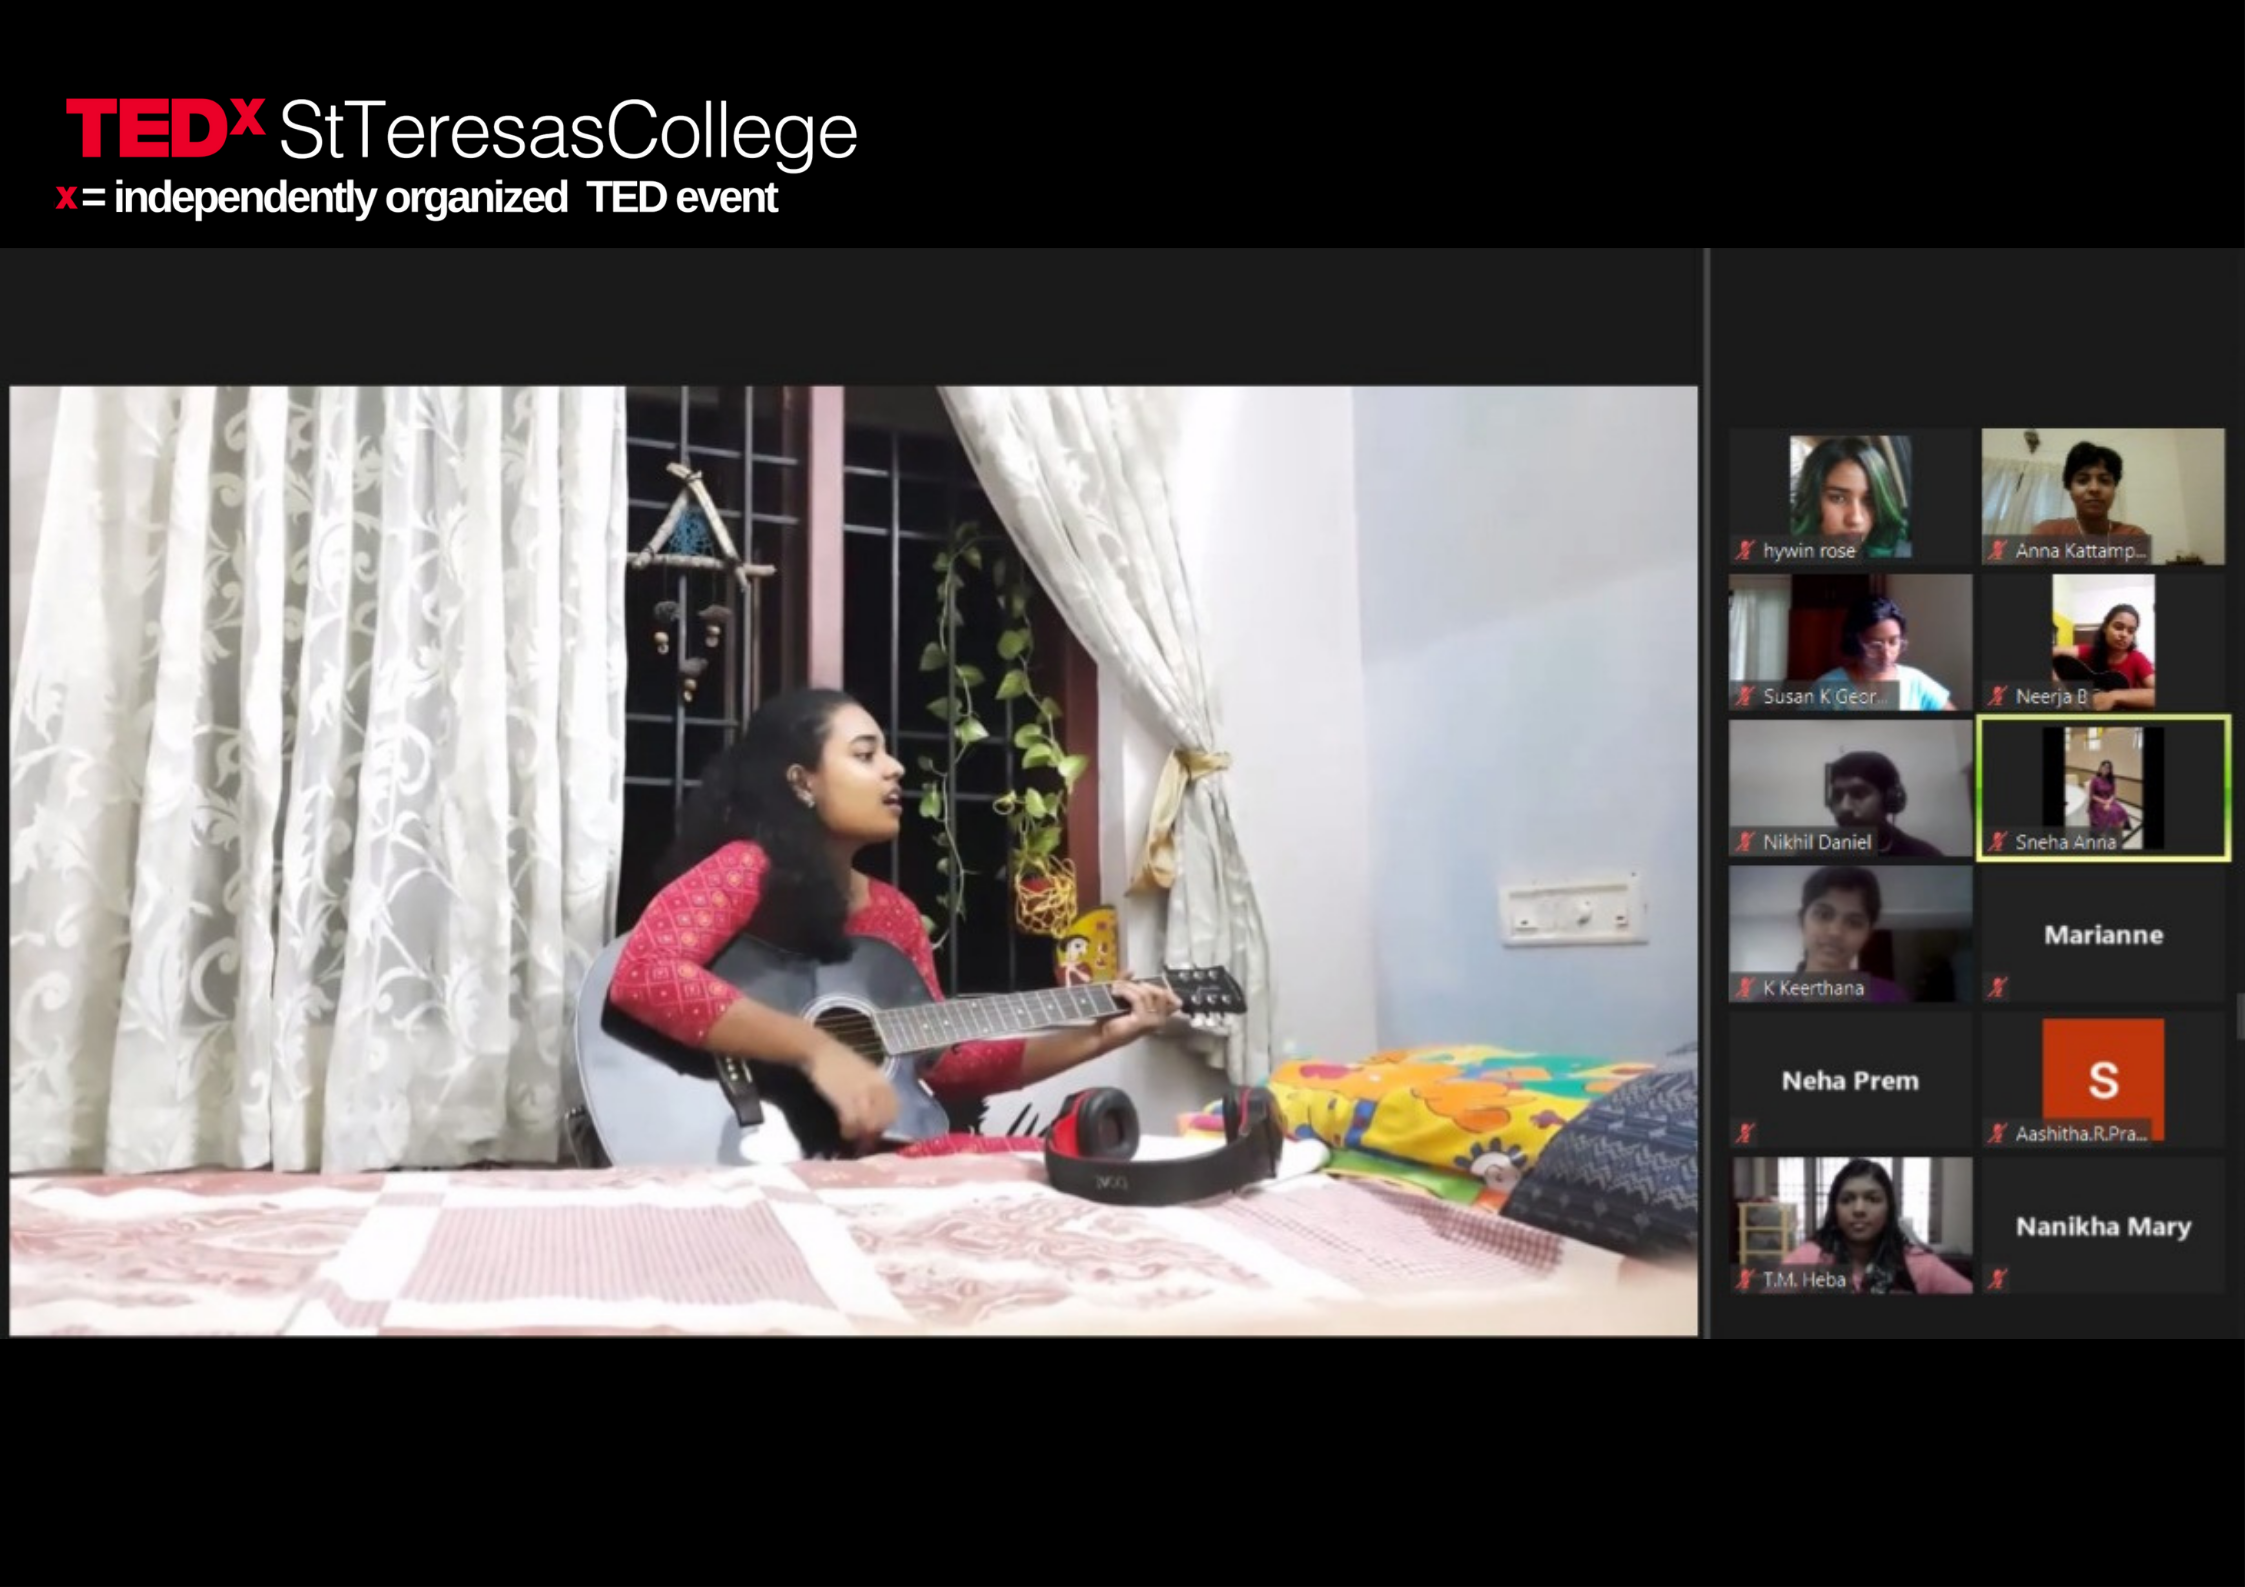 TEDx StTeresasCollege
x = independently organized TED event
hywin rose
Anna Kattamp...
Susan K Geor...
Neerja B
Nikhil Daniel
Sneha Anna
K Keerthana
Marianne
Neha Prem
S
Aashitha.R.Pra...
T.M. Heba
Nanikha Mary
boat